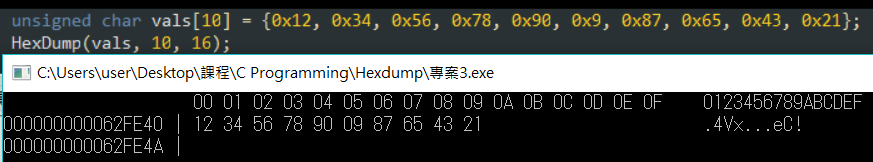 unsigned char vals[10] = {0x12, 0x34, 0x56, 0x78, 0x90, 0x9, 0x87, 0x65, 0x43, 0x21};
HexDump(vals, 10, 16);
C:\Users\user\Desktop\課程\C Programming\Hexdump\專案3.exe
00 01 02 03 04 05 06 07 08 09 0A 0B 0C 0D 0E 0F 0123456789ABCDEF
000000000062FE40 | 12 34 56 78 90 09 87 65 43 21 .4Vx...eC!
000000000062FE4A |